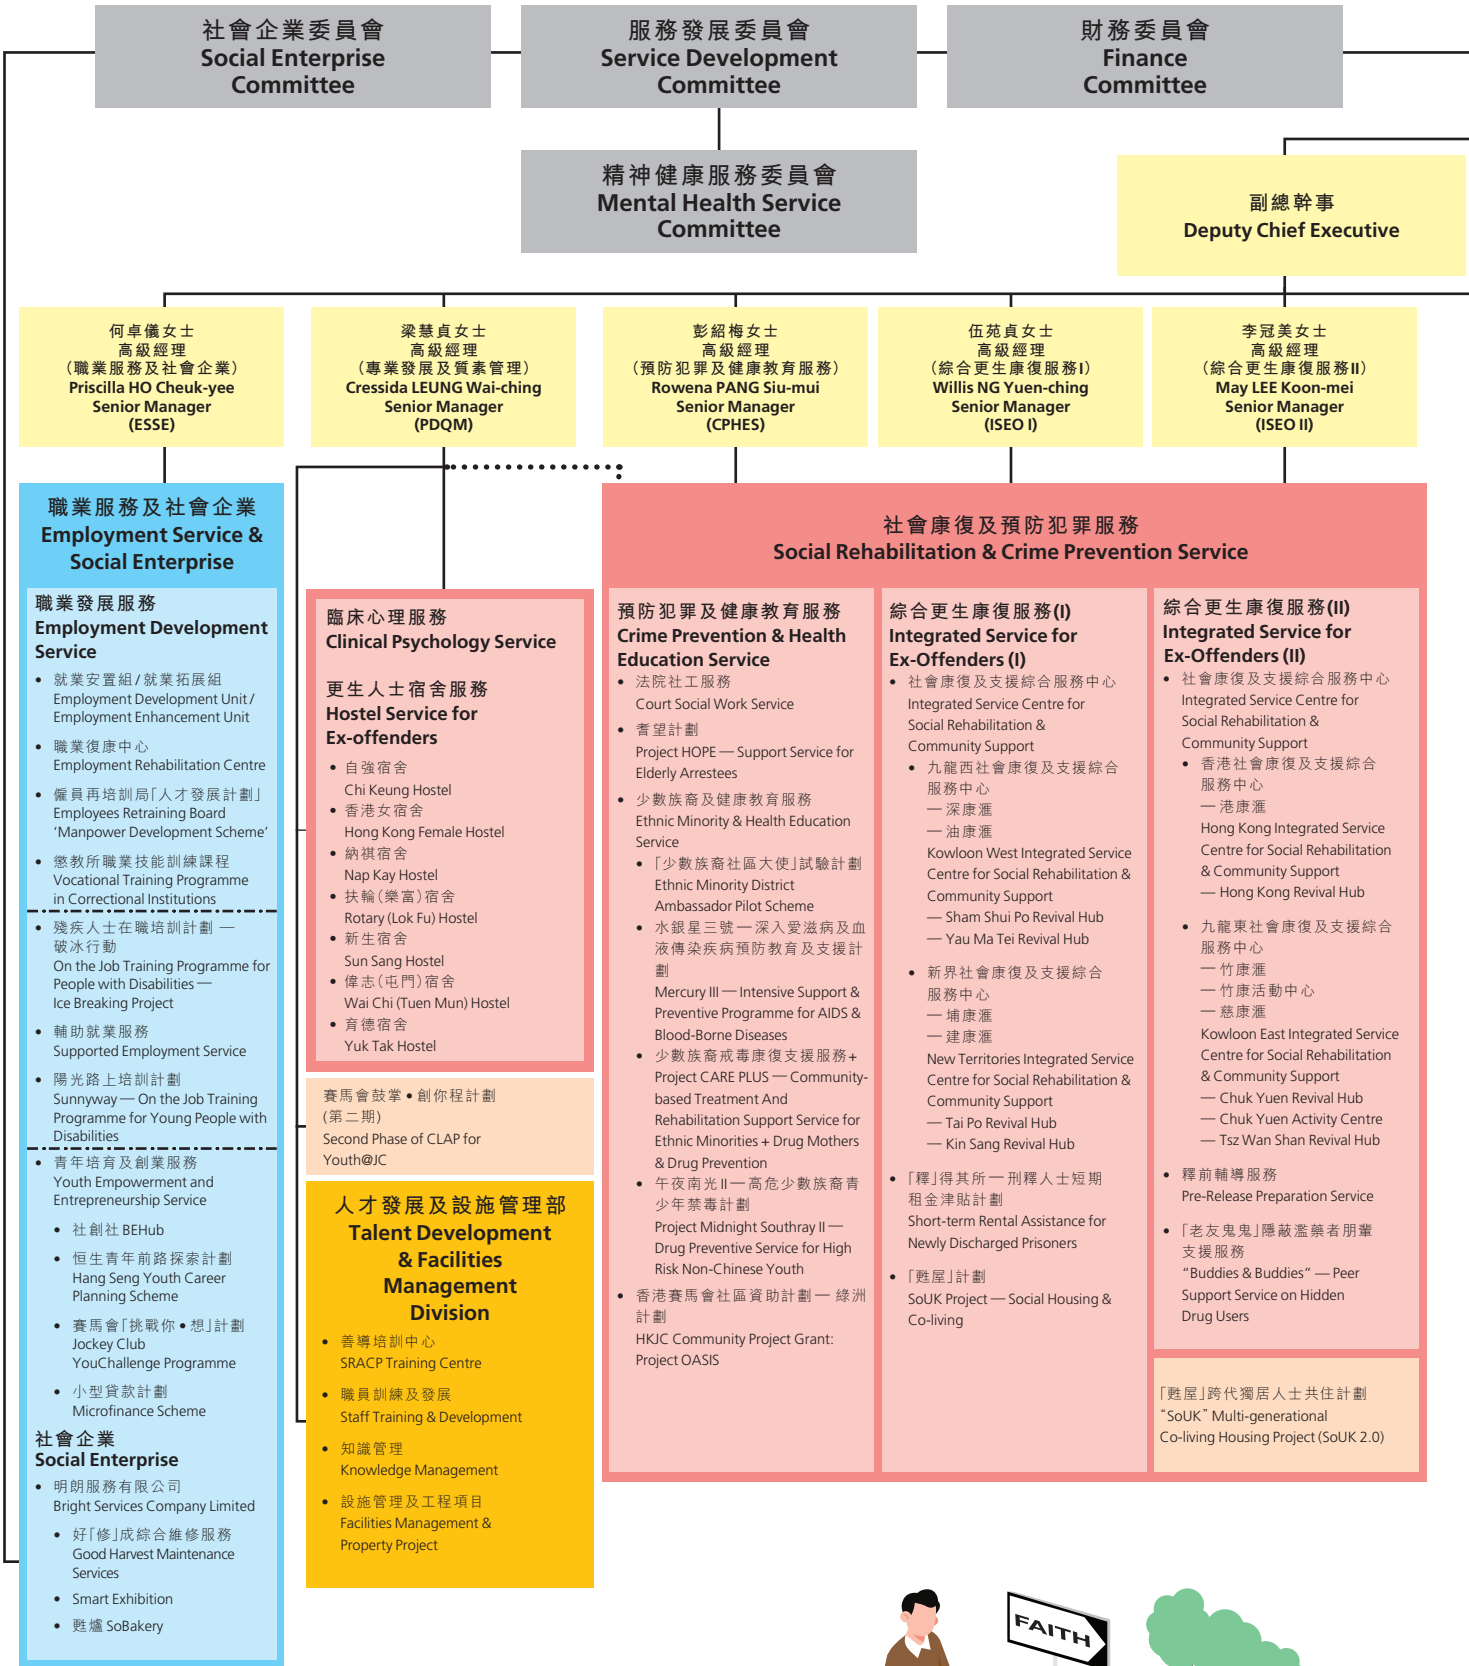 社會企業委員會
Social Enterprise
Committee
服務發展委員會
Service Development
Committee
財務委員會
Finance
Committee
精神健康服務委員會
Mental Health Service
Committee
副總幹事
Deputy Chief Executive
何卓儀女士
高級經理
（職業服務及社會企業）
Priscilla HO Cheuk-yee
Senior Manager
(ESSE)
梁慧貞女士
高級經理
（專業發展及質素管理）
Cressida LEUNG Wai-ching
Senior Manager
(PDQM)
彭紹梅女士
高級經理
（預防犯罪及健康教育服務）
Rowena PANG Siu-mui
Senior Manager
(CPHES)
伍苑貞女士
高級經理
（綜合更生康復服務I）
Willis NG Yuen-ching
Senior Manager
(ISEO I)
李冠美女士
高級經理
（綜合更生康復服務II）
May LEE Koon-mei
Senior Manager
(ISEO II)
職業服務及社會企業
Employment Service &
Social Enterprise
職業發展服務
Employment Development
Service
• 就業安置組/就業拓展組
Employment Development Unit /
Employment Enhancement Unit
• 職業復康中心
Employment Rehabilitation Centre
• 僱員再培訓局「人才發展計劃」
Employees Retraining Board
‘Manpower Development Scheme’
• 懲教所職業技能訓練課程
Vocational Training Programme
in Correctional Institutions
• 殘疾人士在職培訓計劃 —
破冰行動
On the Job Training Programme for
People with Disabilities —
Ice Breaking Project
• 輔助就業服務
Supported Employment Service
• 陽光路上培訓計劃
Sunnyway — On the Job Training
Programme for Young People with
Disabilities
• 青年培育及創業服務
Youth Empowerment and
Entrepreneurship Service
• 社創社 BEHub
• 恒生青年前路探索計劃
Hang Seng Youth Career
Planning Scheme
• 賽馬會「挑戰你•想」計劃
Jockey Club
YouChallenge Programme
• 小型貸款計劃
Microfinance Scheme
社會企業
Social Enterprise
• 明朗服務有限公司
Bright Services Company Limited
• 好「修」成綜合維修服務
Good Harvest Maintenance
Services
• Smart Exhibition
• 甦爐 SoBakery
臨床心理服務
Clinical Psychology Service
更生人士宿舍服務
Hostel Service for
Ex-offenders
• 自強宿舍
Chi Keung Hostel
• 香港女宿舍
Hong Kong Female Hostel
• 納祺宿舍
Nap Kay Hostel
• 扶輪（樂富）宿舍
Rotary (Lok Fu) Hostel
• 新生宿舍
Sun Sang Hostel
• 偉志（屯門）宿舍
Wai Chi (Tuen Mun) Hostel
• 育德宿舍
Yuk Tak Hostel
賽馬會鼓掌•創你程計劃
(第二期)
Second Phase of CLAP for
Youth@JC
人才發展及設施管理部
Talent Development
& Facilities
Management
Division
• 善導培訓中心
SRACP Training Centre
• 職員訓練及發展
Staff Training & Development
• 知識管理
Knowledge Management
• 設施管理及工程項目
Facilities Management &
Property Project
社會康復及預防犯罪服務
Social Rehabilitation & Crime Prevention Service
預防犯罪及健康教育服務
Crime Prevention & Health
Education Service
• 法院社工服務
Court Social Work Service
• 耆望計劃
Project HOPE — Support Service for
Elderly Arrestees
• 少數族裔及健康教育服務
Ethnic Minority & Health Education
Service
• 「少數族裔社區大使」試驗計劃
Ethnic Minority District
Ambassador Pilot Scheme
• 水銀星三號 — 深入愛滋病及血
液傳染疾病預防教育及支援計
劃
Mercury III — Intensive Support &
Preventive Programme for AIDS &
Blood-Borne Diseases
• 少數族裔戒毒康復支援服務+
Project CARE PLUS — Community-
based Treatment And
Rehabilitation Support Service for
Ethnic Minorities + Drug Mothers
& Drug Prevention
• 午夜南光II — 高危少數族裔青
少年禁毒計劃
Project Midnight Southray II —
Drug Preventive Service for High
Risk Non-Chinese Youth
• 香港賽馬會社區資助計劃 — 綠洲
計劃
HKJC Community Project Grant:
Project OASIS
綜合更生康復服務(I)
Integrated Service for
Ex-Offenders (I)
• 社會康復及支援綜合服務中心
Integrated Service Centre for
Social Rehabilitation &
Community Support
• 九龍西社會康復及支援綜合
服務中心
— 深康滙
— 油康滙
Kowloon West Integrated Service
Centre for Social Rehabilitation &
Community Support
— Sham Shui Po Revival Hub
— Yau Ma Tei Revival Hub
• 新界社會康復及支援綜合
服務中心
— 埔康滙
— 建康滙
New Territories Integrated Service
Centre for Social Rehabilitation &
Community Support
— Tai Po Revival Hub
— Kin Sang Revival Hub
• 「釋」得其所 — 刑釋人士短期
租金津貼計劃
Short-term Rental Assistance for
Newly Discharged Prisoners
• 「甦屋」計劃
SoUK Project — Social Housing &
Co-living
綜合更生康復服務(II)
Integrated Service for
Ex-Offenders (II)
• 社會康復及支援綜合服務中心
Integrated Service Centre for
Social Rehabilitation &
Community Support
• 香港社會康復及支援綜合
服務中心
— 港康滙
Hong Kong Integrated Service
Centre for Social Rehabilitation
& Community Support
— Hong Kong Revival Hub
• 九龍東社會康復及支援綜合
服務中心
— 竹康滙
— 竹康活動中心
— 慈康滙
Kowloon East Integrated Service
Centre for Social Rehabilitation
& Community Support
— Chuk Yuen Revival Hub
— Chuk Yuen Activity Centre
— Tsz Wan Shan Revival Hub
• 釋前輔導服務
Pre-Release Preparation Service
• 「老友鬼鬼」隱蔽濫藥者朋輩
支援服務
“Buddies & Buddies” — Peer
Support Service on Hidden
Drug Users
「甦屋」跨代獨居人士共住計劃
“SoUK” Multi-generational
Co-living Housing Project (SoUK 2.0)
FAITH